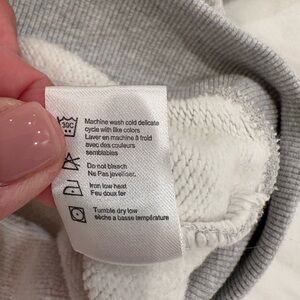 30C
Machine wash cold delicate
cycle with like colors
Laver en machine à froid
avec des couleurs
semblables
Do not bleach
Ne Pas javelliser.
Iron low heat
Feu doux fer
Tumble dry low
sèche a basse température